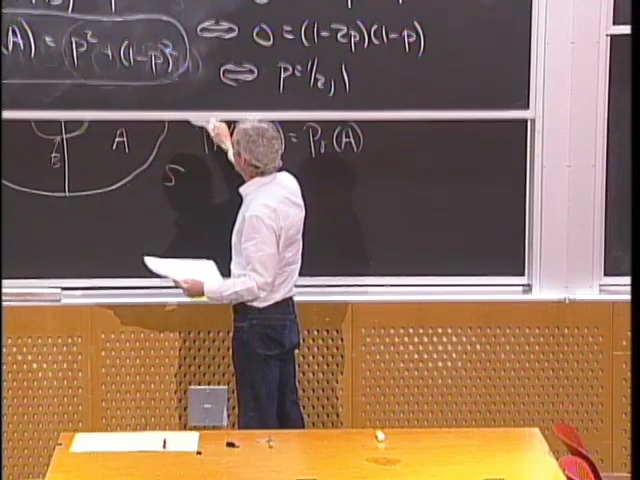 A) = p² + (1-p)² ⟺ 0 = (1-2p)(1-p)
⟺ p = 1/2, 1
B A S
) = Pr(A)